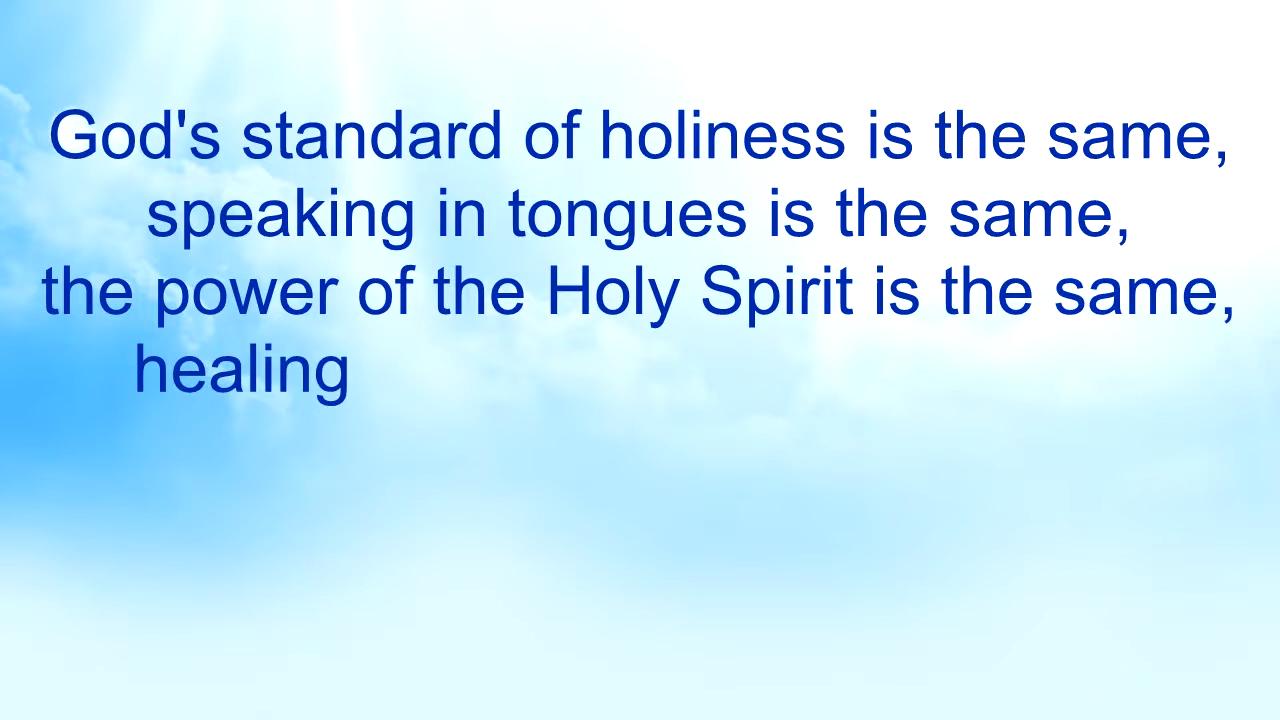 God's standard of holiness is the same,
speaking in tongues is the same,
the power of the Holy Spirit is the same,
healing